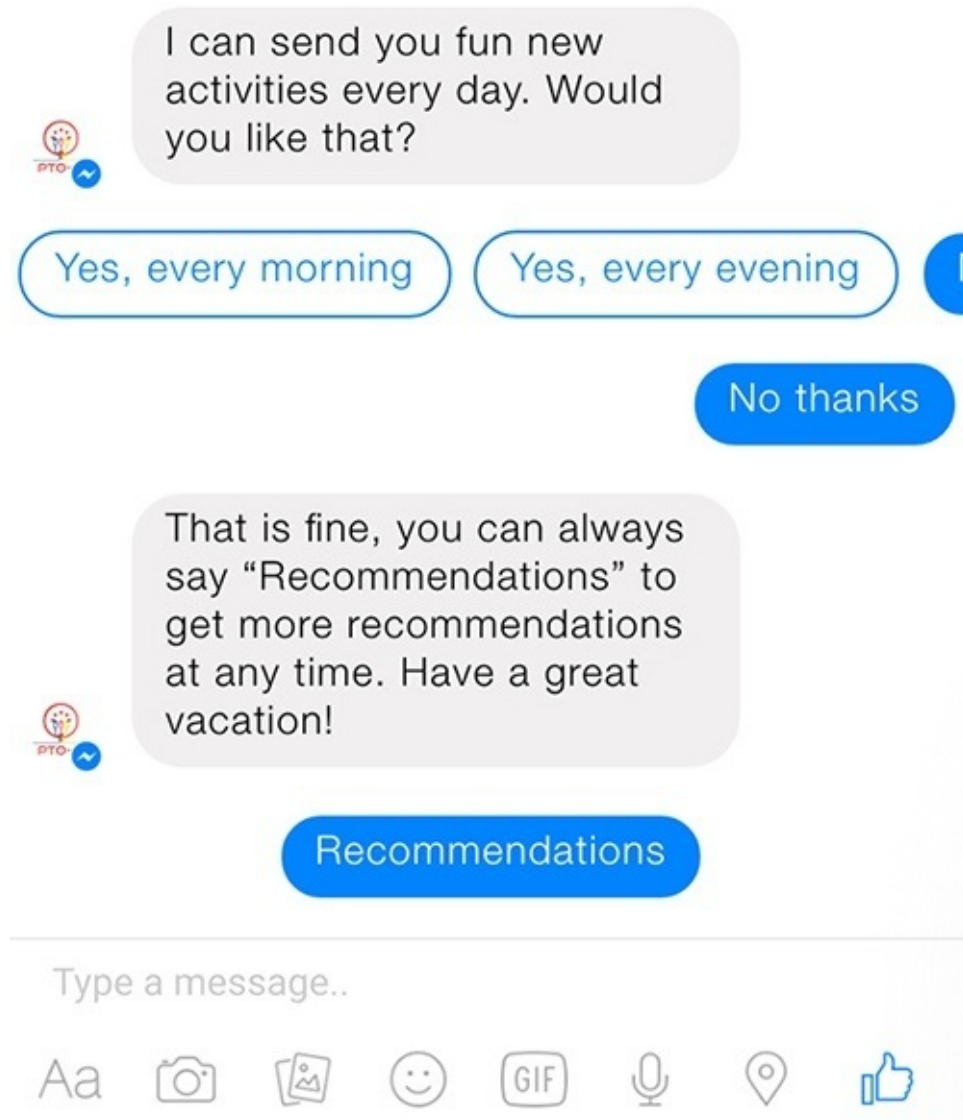 I can send you fun new
activities every day. Would
you like that?
PTO
Yes, every morning
Yes, every evening
No thanks
That is fine, you can always
say “Recommendations” to
get more recommendations
at any time. Have a great
vacation!
PTO
Recommendations
Type a message..
Aa
GIF